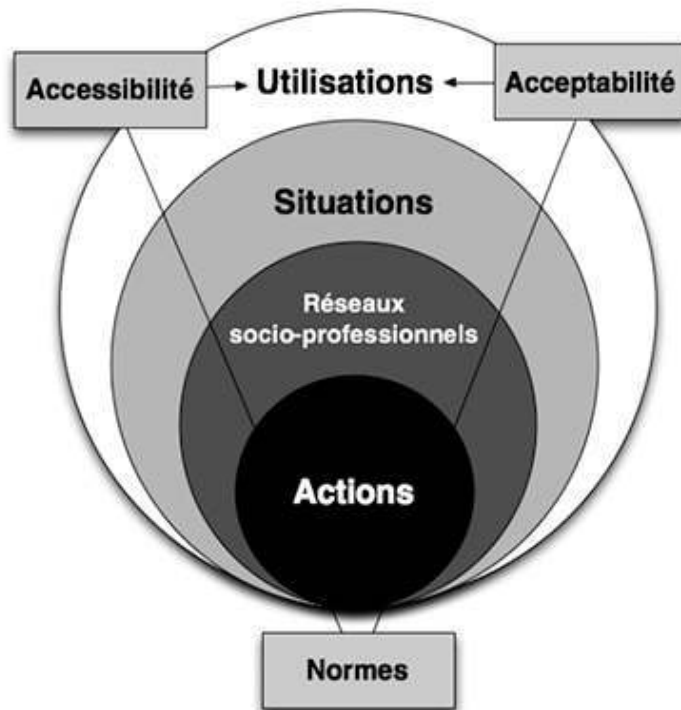 Accessibilité
Utilisations
Acceptabilité
Situations
Réseaux
socio-professionnels
Actions
Normes